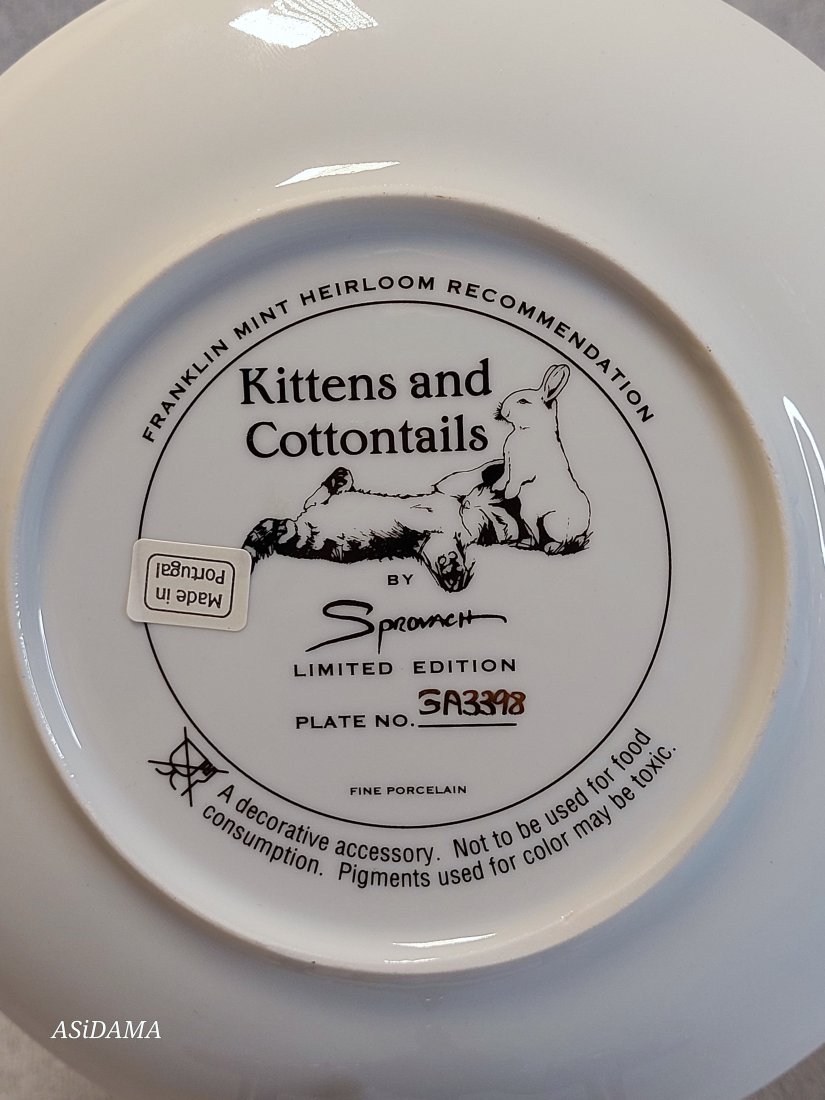 FRANKLIN MINT HEIRLOOM RECOMMENDATION
Kittens and
Cottontails
BY
SPROVACH
LIMITED EDITION
PLATE NO. GA3398
FINE PORCELAIN
A decorative accessory. Not to be used for food
consumption. Pigments used for color may be toxic.
Made in
Portugal
ASiDAMA